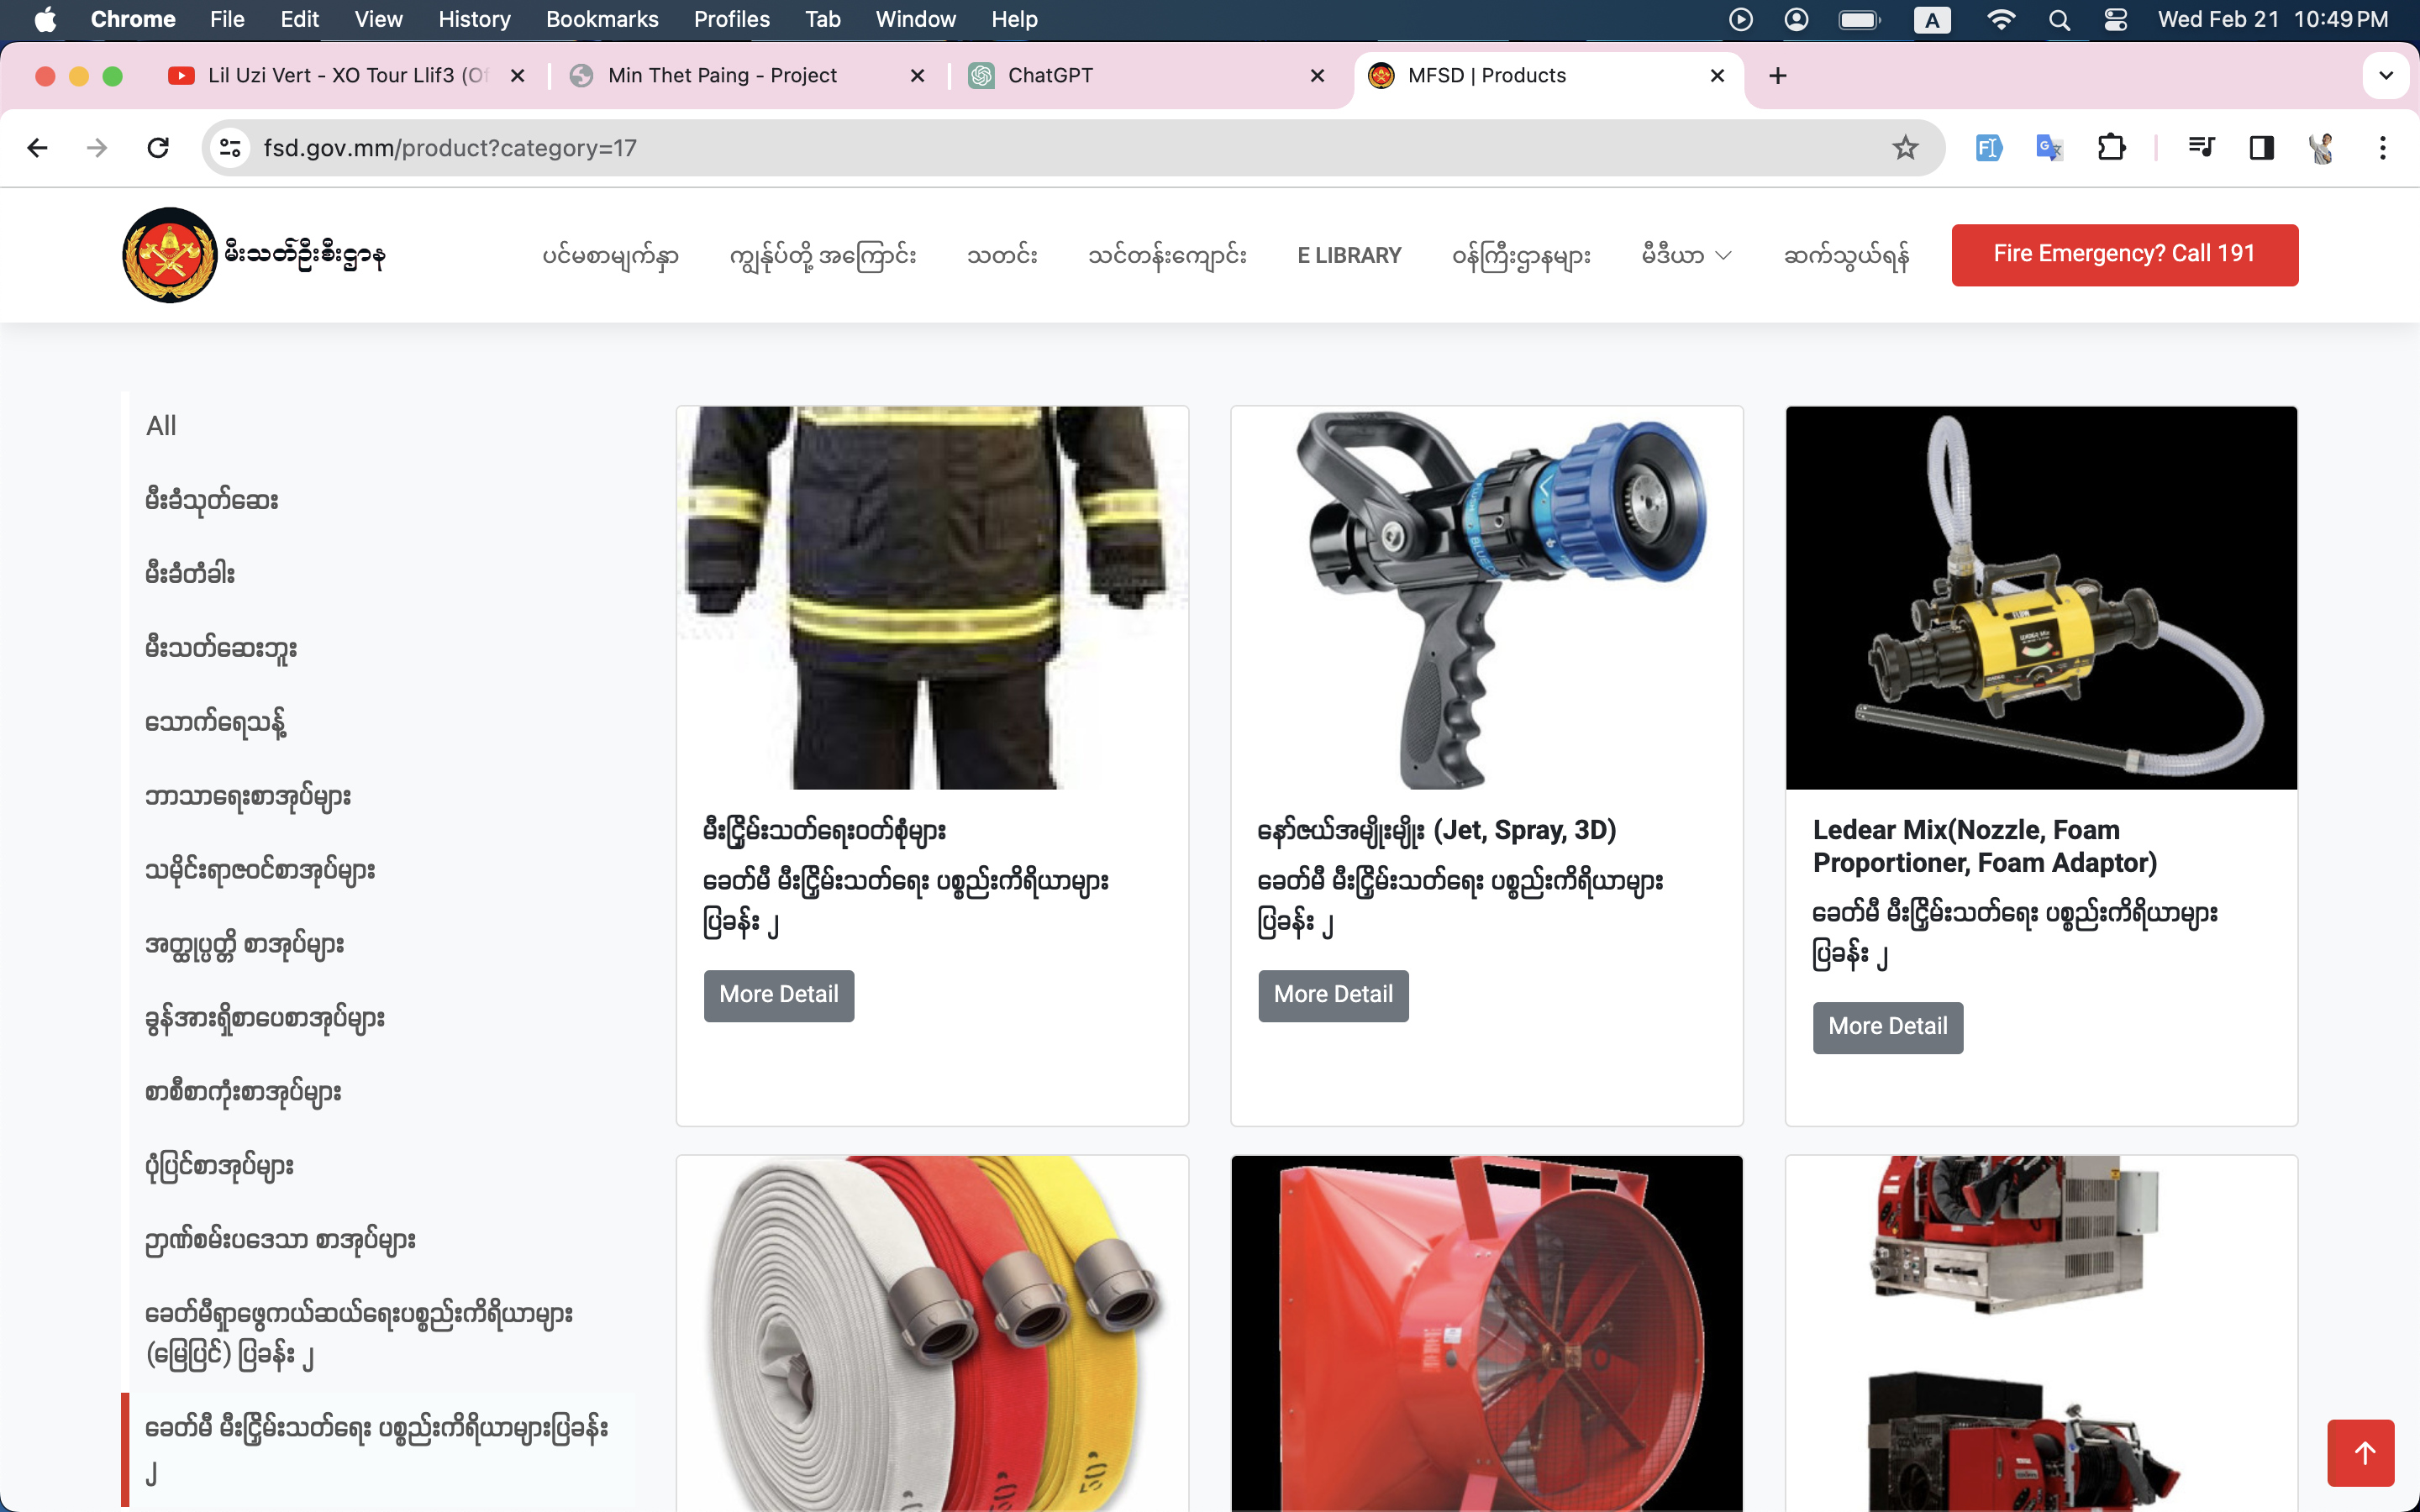 Chrome File Edit View History Bookmarks Profiles Tab Window Help A Wed Feb 21 10:49 PM
Lil Uzi Vert - XO Tour Llif3 (Of Min Thet Paing - Project ChatGPT MFSD | Products
fsd.gov.mm/product?category=17
မီးသတ်ဦးစီးဌာန ပင်မစာမျက်နှာ ကျွန်ုပ်တို့ အကြောင်း သတင်း သင်တန်းကျောင်း E LIBRARY ဝန်ကြီးဌာနများ မီဒီယာ ဆက်သွယ်ရန် Fire Emergency? Call 191
All
မီးခံသုတ်ဆေး
မီးခံတံခါး
မီးသတ်ဆေးဘူး
သောက်ရေသန့်
ဘာသာရေးစာအုပ်များ
သမိုင်းရာဇဝင်စာအုပ်များ
အတ္ထုပ္ပတ္တိ စာအုပ်များ
ခွန်အားရှိစာပေစာအုပ်များ
စာစီစာကုံးစာအုပ်များ
ပုံပြင်စာအုပ်များ
ဉာဏ်စမ်းပဒေသာ စာအုပ်များ
ခေတ်မီရှာဖွေကယ်ဆယ်ရေးပစ္စည်းကိရိယာများ
(မြေပြင်) ပြခန်း ၂
ခေတ်မီ မီးငြှိမ်းသတ်ရေး ပစ္စည်းကိရိယာများပြခန်း
၂
မီးငြှိမ်းသတ်ရေးဝတ်စုံများ
ခေတ်မီ မီးငြှိမ်းသတ်ရေး ပစ္စည်းကိရိယာများ
ပြခန်း ၂
More Detail
နော်ဇယ်အမျိုးမျိုး (Jet, Spray, 3D)
ခေတ်မီ မီးငြှိမ်းသတ်ရေး ပစ္စည်းကိရိယာများ
ပြခန်း ၂
More Detail
Ledear Mix(Nozzle, Foam
Proportioner, Foam Adaptor)
ခေတ်မီ မီးငြှိမ်းသတ်ရေး ပစ္စည်းကိရိယာများ
ပြခန်း ၂
More Detail
50'